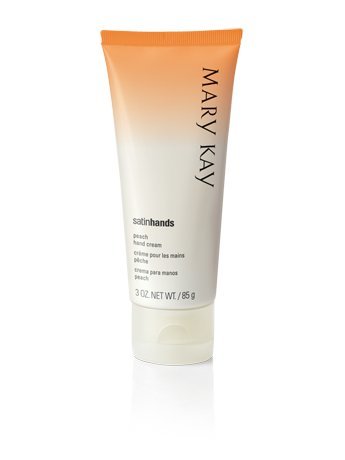 MARY KAY
satinhands
peach
hand cream
crème pour les mains
pêche
crema para manos
peach
3 OZ. NET WT. / 85 g